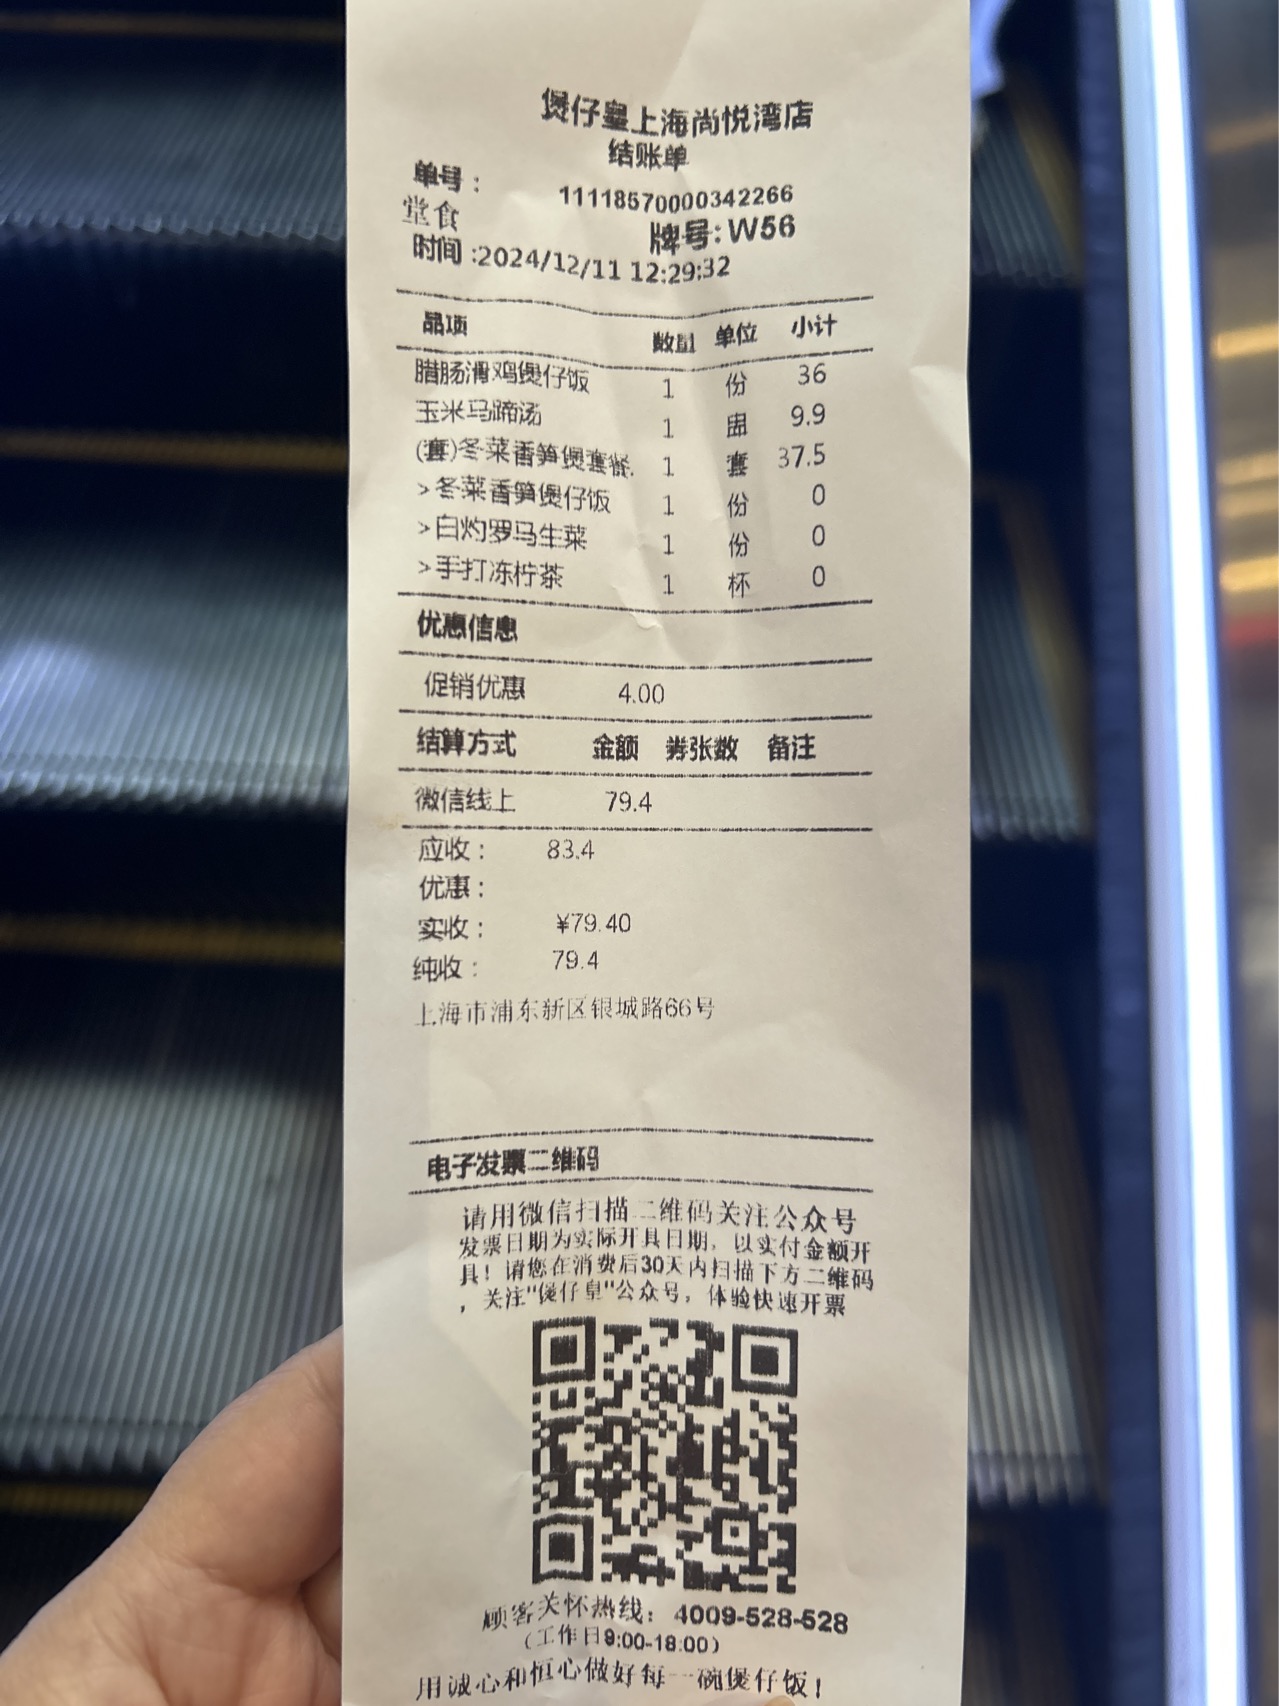 煲仔皇上海尚悦湾店
结账单
单号： 11118570000342266
堂食 牌号:W56
时间 :2024/12/11 12:29:32
品项 数量 单位 小计
腊肠滑鸡煲仔饭 1 份 36
玉米马蹄汤 1 盅 9.9
(套)冬菜香笋煲套餐. 1 套 37.5
>冬菜香笋煲仔饭 1 份 0
>白灼罗马生菜 1 份 0
>手打冻柠茶 1 杯 0
优惠信息
促销优惠 4.00
结算方式 金额 券张数 备注
微信线上 79.4
应收： 83.4
优惠：
实收： ¥79.40
纯收： 79.4
上海市浦东新区银城路66号
电子发票二维码
请用微信扫描二维码关注公众号
发票日期为实际开具日期，以实付金额开
具！请您在消费后30天内扫描下方二维码
，关注"煲仔皇"公众号，体验快速开票
顾客关怀热线：4009-528-528
（工作日9:00-18:00）
用诚心和恒心做好每一碗煲仔饭！